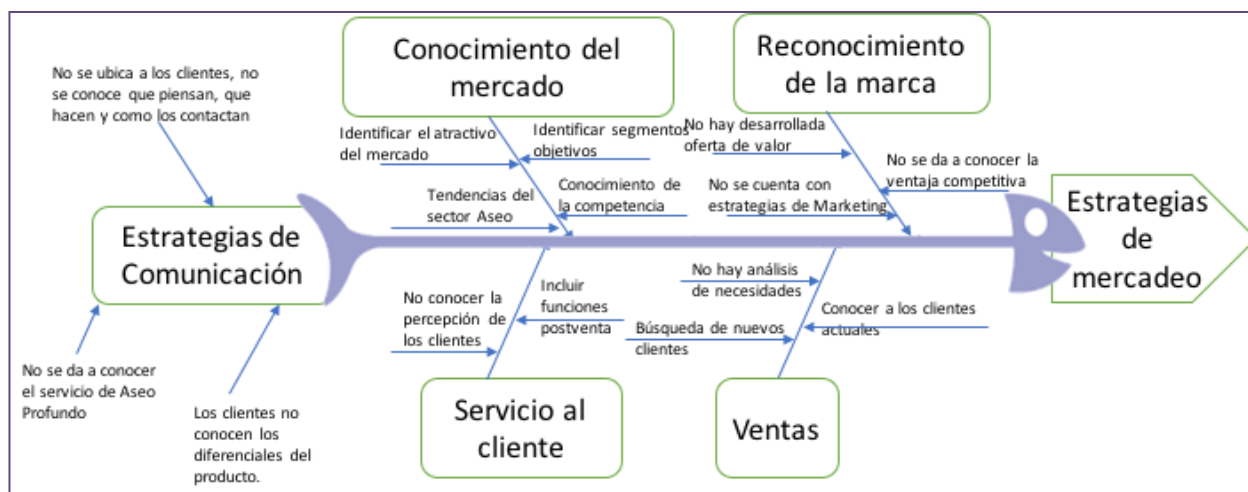 Conocimiento del
mercado
Reconocimiento
de la marca
No se ubica a los clientes, no
se conoce que piensan, que
hacen y como los contactan
Identificar el atractivo
del mercado
Identificar segmentos
objetivos
No hay desarrollada
oferta de valor
No se da a conocer la
ventaja competitiva
Tendencias del
sector Aseo
Conocimiento de
la competencia
No se cuenta con
estrategias de Marketing
Estrategias de
Comunicación
Estrategias
de
mercadeo
No conocer la
percepción de
los clientes
Incluir
funciones
postventa
No hay análisis
de necesidades
Búsqueda de nuevos
clientes
Conocer a los clientes
actuales
No se da a conocer
el servicio de Aseo
Profundo
Los clientes no
conocen los
diferenciales del
producto.
Servicio al
cliente
Ventas